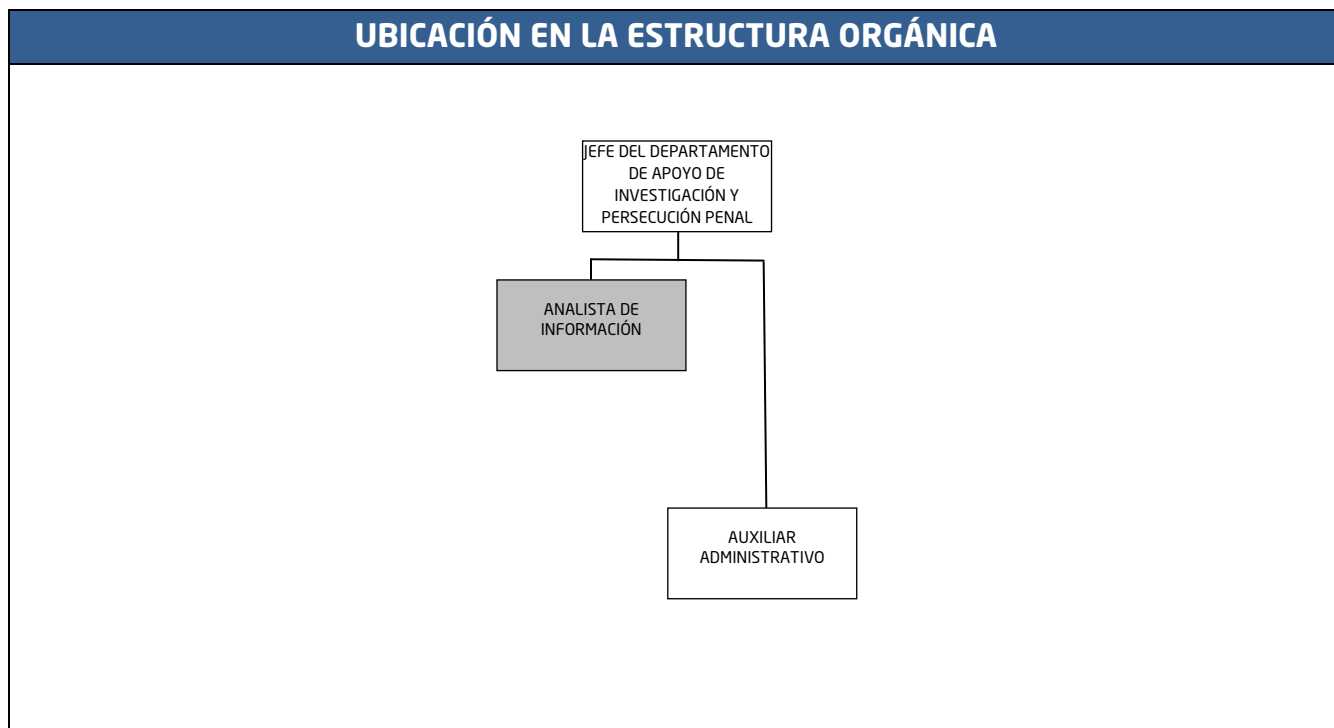 UBICACIÓN EN LA ESTRUCTURA ORGÁNICA
JEFE DEL DEPARTAMENTO
DE APOYO DE
INVESTIGACIÓN Y
PERSECUCIÓN PENAL
ANALISTA DE
INFORMACIÓN
AUXILIAR
ADMINISTRATIVO